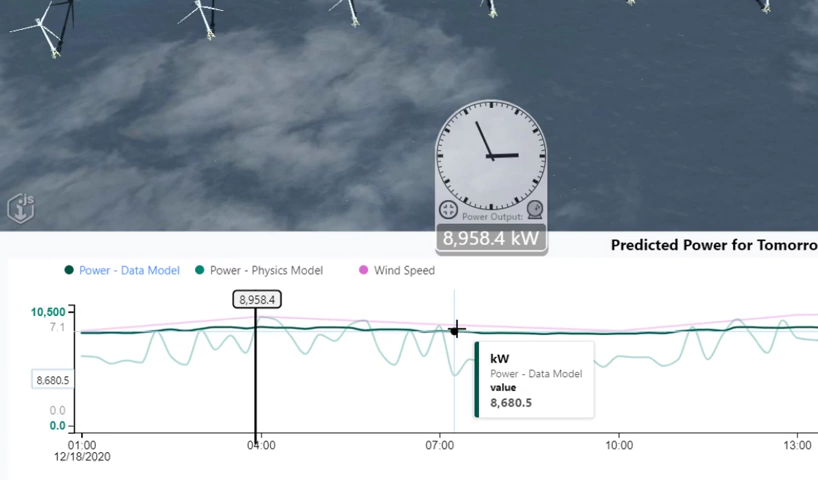 js
Power Output:
8,958.4 kW
Predicted Power for Tomorro
Power - Data Model
Power - Physics Model
Wind Speed
8,958.4
10,500
7.1
kW
Power - Data Model
value
8,680.5
8,680.5
0.0
0.0
01:00
04:00
07:00
10:00
13:00
12/18/2020